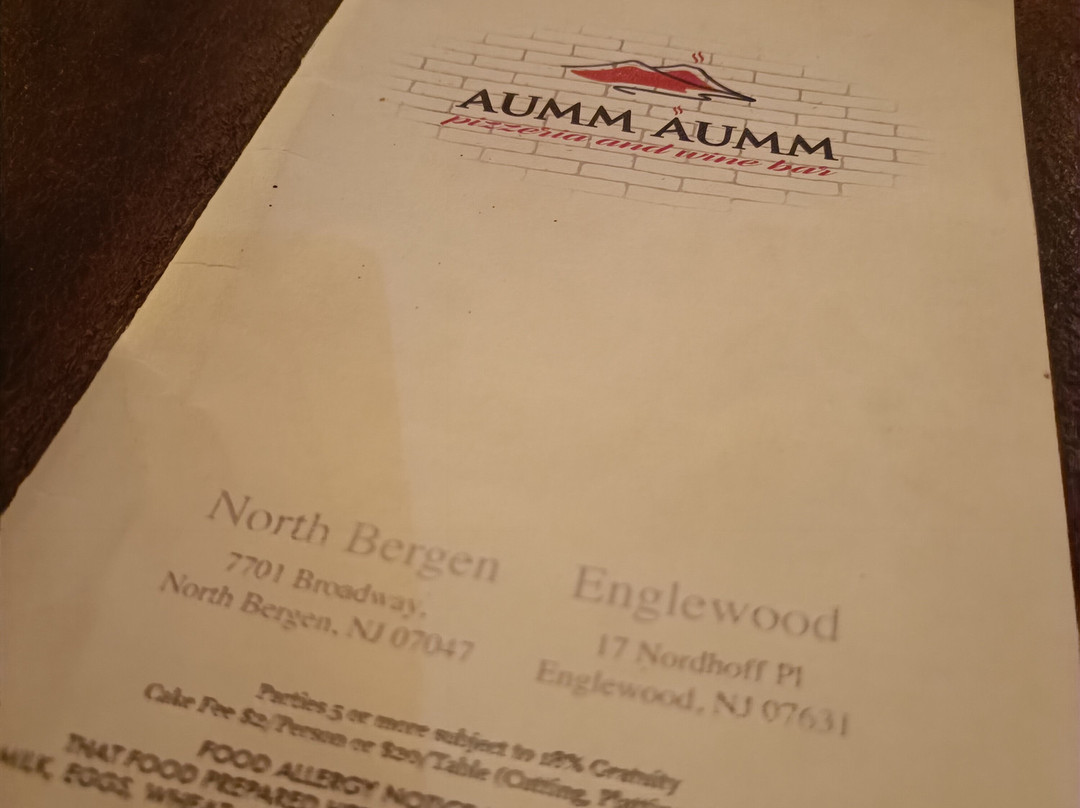 AUMM AUMM
pizzeria and wine bar
North Bergen
7701 Broadway,
North Bergen, NJ 07047
Englewood
17 Nordhoff Pl
Englewood, NJ 07631
Parties 5 or more subject to 18% Gratuity
Cake Fee $2/Person or $20/Table (Cutting,
FOOD ALLERGY NOTICE
THAT FOOD PREPARED
MILK, EGGS,